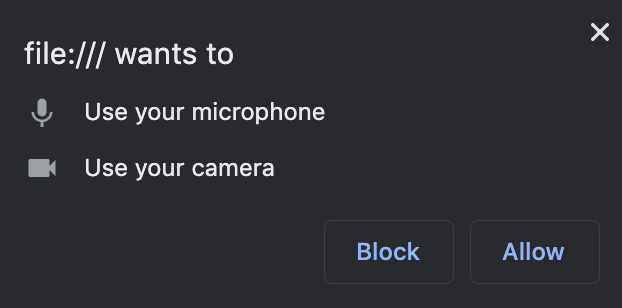 file:/// wants to
Use your microphone
Use your camera
Block Allow